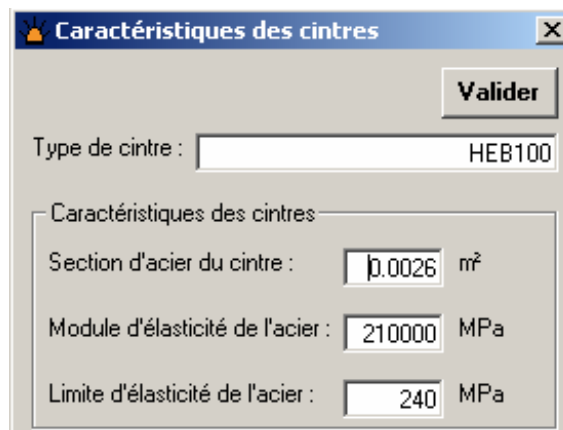 Caractéristiques des cintres
Valider
Type de cintre : HEB100
Caractéristiques des cintres
Section d'acier du cintre : 0.0026 m²
Module d'élasticité de l'acier : 210000 MPa
Limite d'élasticité de l'acier : 240 MPa